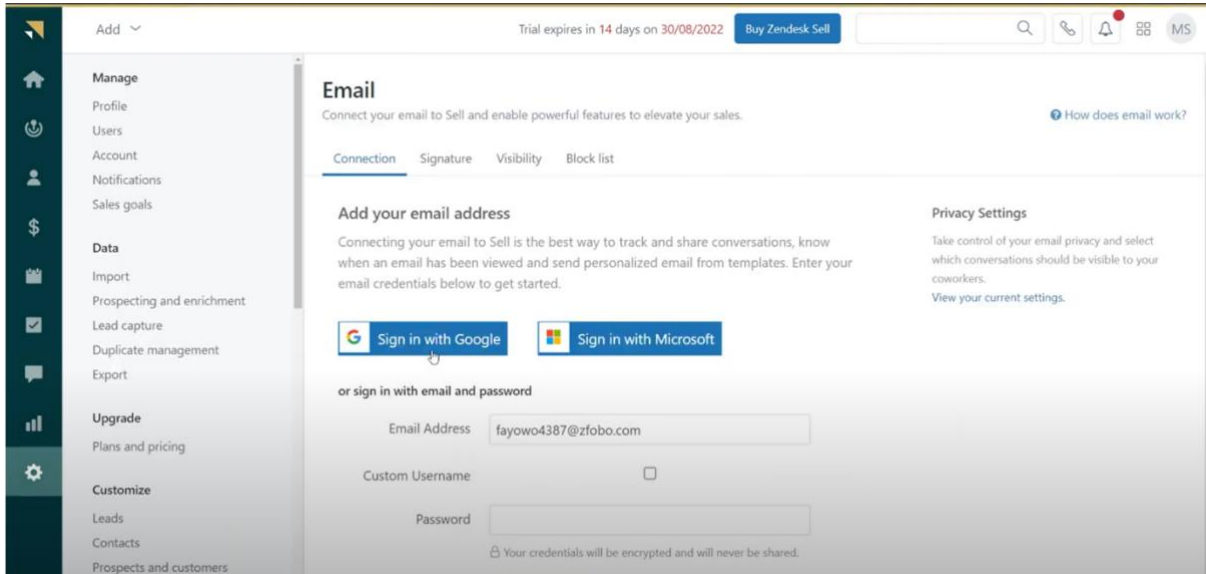 Add
Trial expires in 14 days on 30/08/2022
Buy Zendesk Sell
MS
Manage
Profile
Users
Account
Notifications
Sales goals
Data
Import
Prospecting and enrichment
Lead capture
Duplicate management
Export
Upgrade
Plans and pricing
Customize
Leads
Contacts
Prospects and customers
Email
Connect your email to Sell and enable powerful features to elevate your sales.
How does email work?
Connection Signature Visibility Block list
Add your email address
Connecting your email to Sell is the best way to track and share conversations, know
when an email has been viewed and send personalized email from templates. Enter your
email credentials below to get started.
Sign in with Google
Sign in with Microsoft
or sign in with email and password
Email Address fayowo4387@zfobo.com
Custom Username
Password
Your credentials will be encrypted and will never be shared.
Privacy Settings
Take control of your email privacy and select
which conversations should be visible to your
coworkers.
View your current settings.